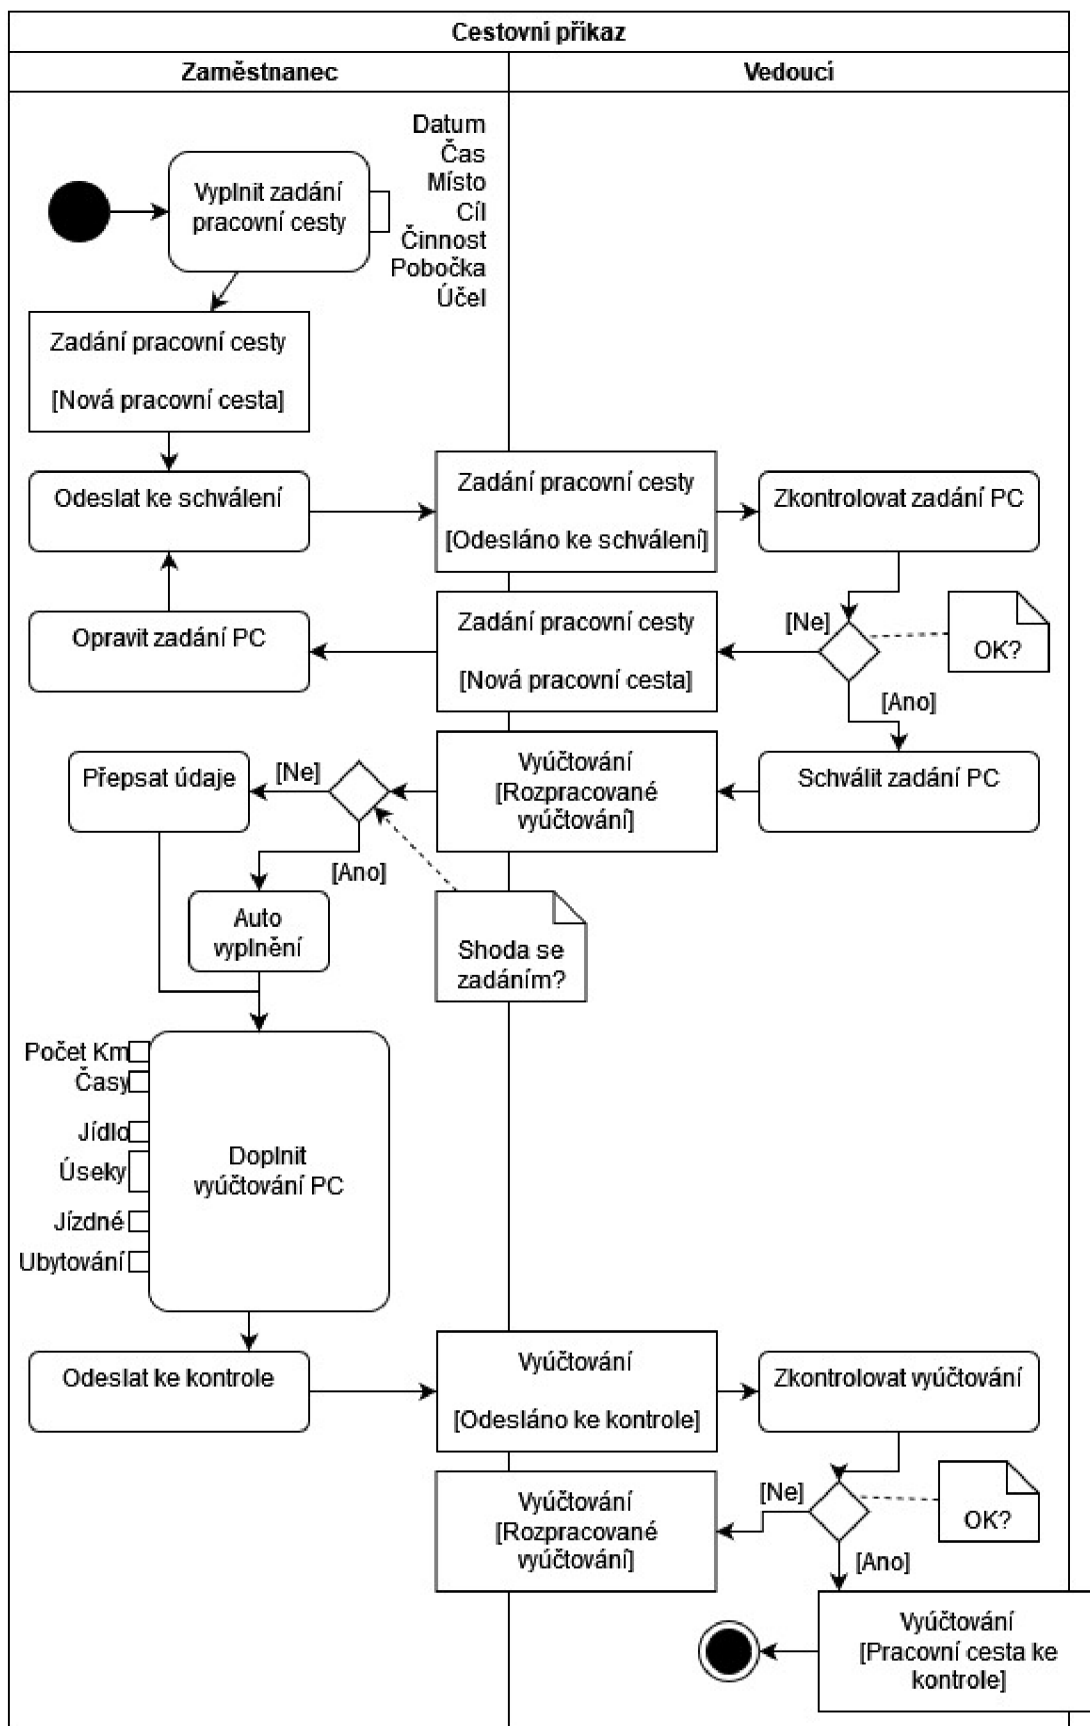 Cestovní příkaz
Zaměstnanec
Vedoucí
Datum
Čas
Místo
Cíl
Činnost
Pobočka
Účel
Vyplnit zadání
pracovní cesty
Zadání pracovní cesty
[Nová pracovní cesta]
Odeslat ke schválení
Zadání pracovní cesty
[Odesláno ke schválení]
Zkontrolovat zadání PC
Opravit zadání PC
Zadání pracovní cesty
[Nová pracovní cesta]
[Ne]
OK?
[Ano]
Přepsat údaje
[Ne]
Vyúčtování
[Rozpracované
vyúčtování]
Schválit zadání PC
[Ano]
Auto
vyplnění
Shoda se
zadáním?
Počet Km
Časy
Jídlo
Úseky
Jízdné
Ubytování
Doplnit
vyúčtování PC
Odeslat ke kontrole
Vyúčtování
[Odesláno ke kontrole]
Zkontrolovat vyúčtování
Vyúčtování
[Rozpracované
vyúčtování]
[Ne]
OK?
[Ano]
Vyúčtování
[Pracovní cesta ke
kontrole]